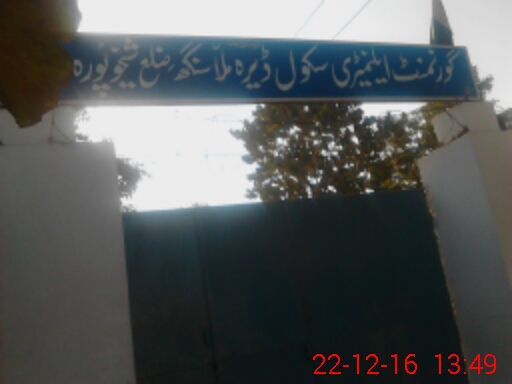 گورنمنٹ ایلیمنٹری سکول ڈیرہ ملا سنگھ ضلع شیخوپورہ
22-12-16 13:49